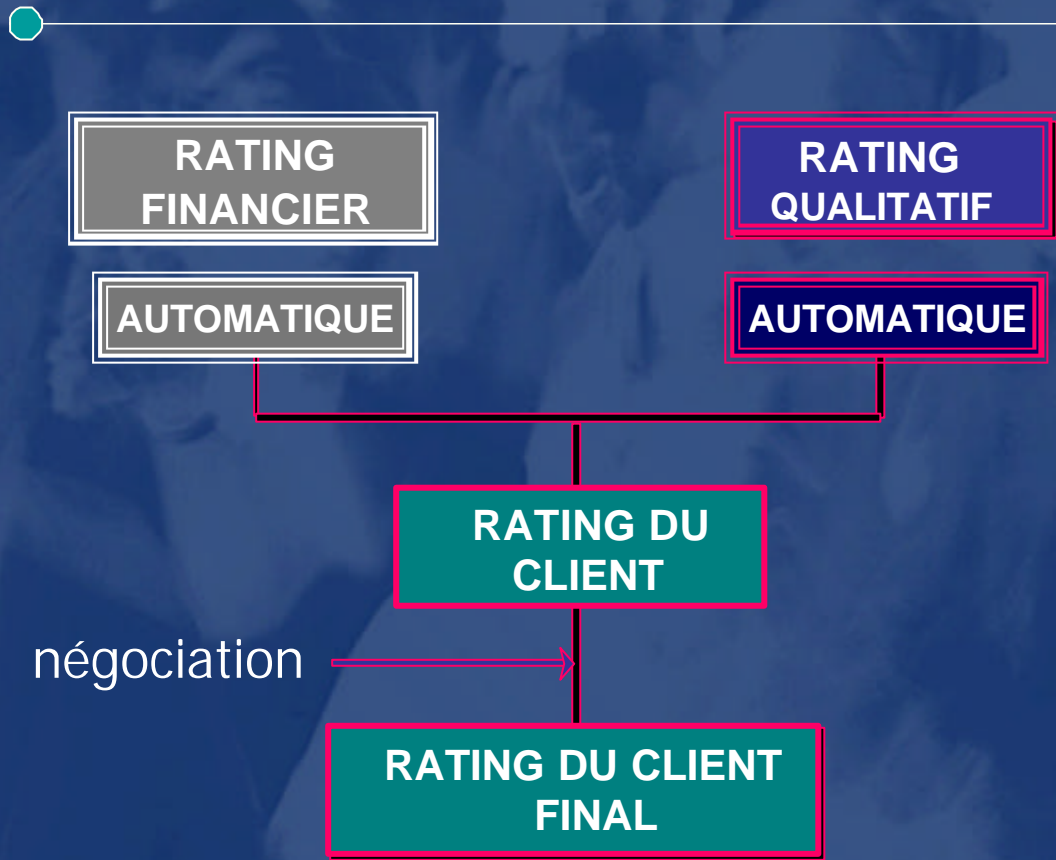 RATING
FINANCIER
RATING
QUALITATIF
AUTOMATIQUE
AUTOMATIQUE
RATING DU
CLIENT
négociation
RATING DU CLIENT
FINAL